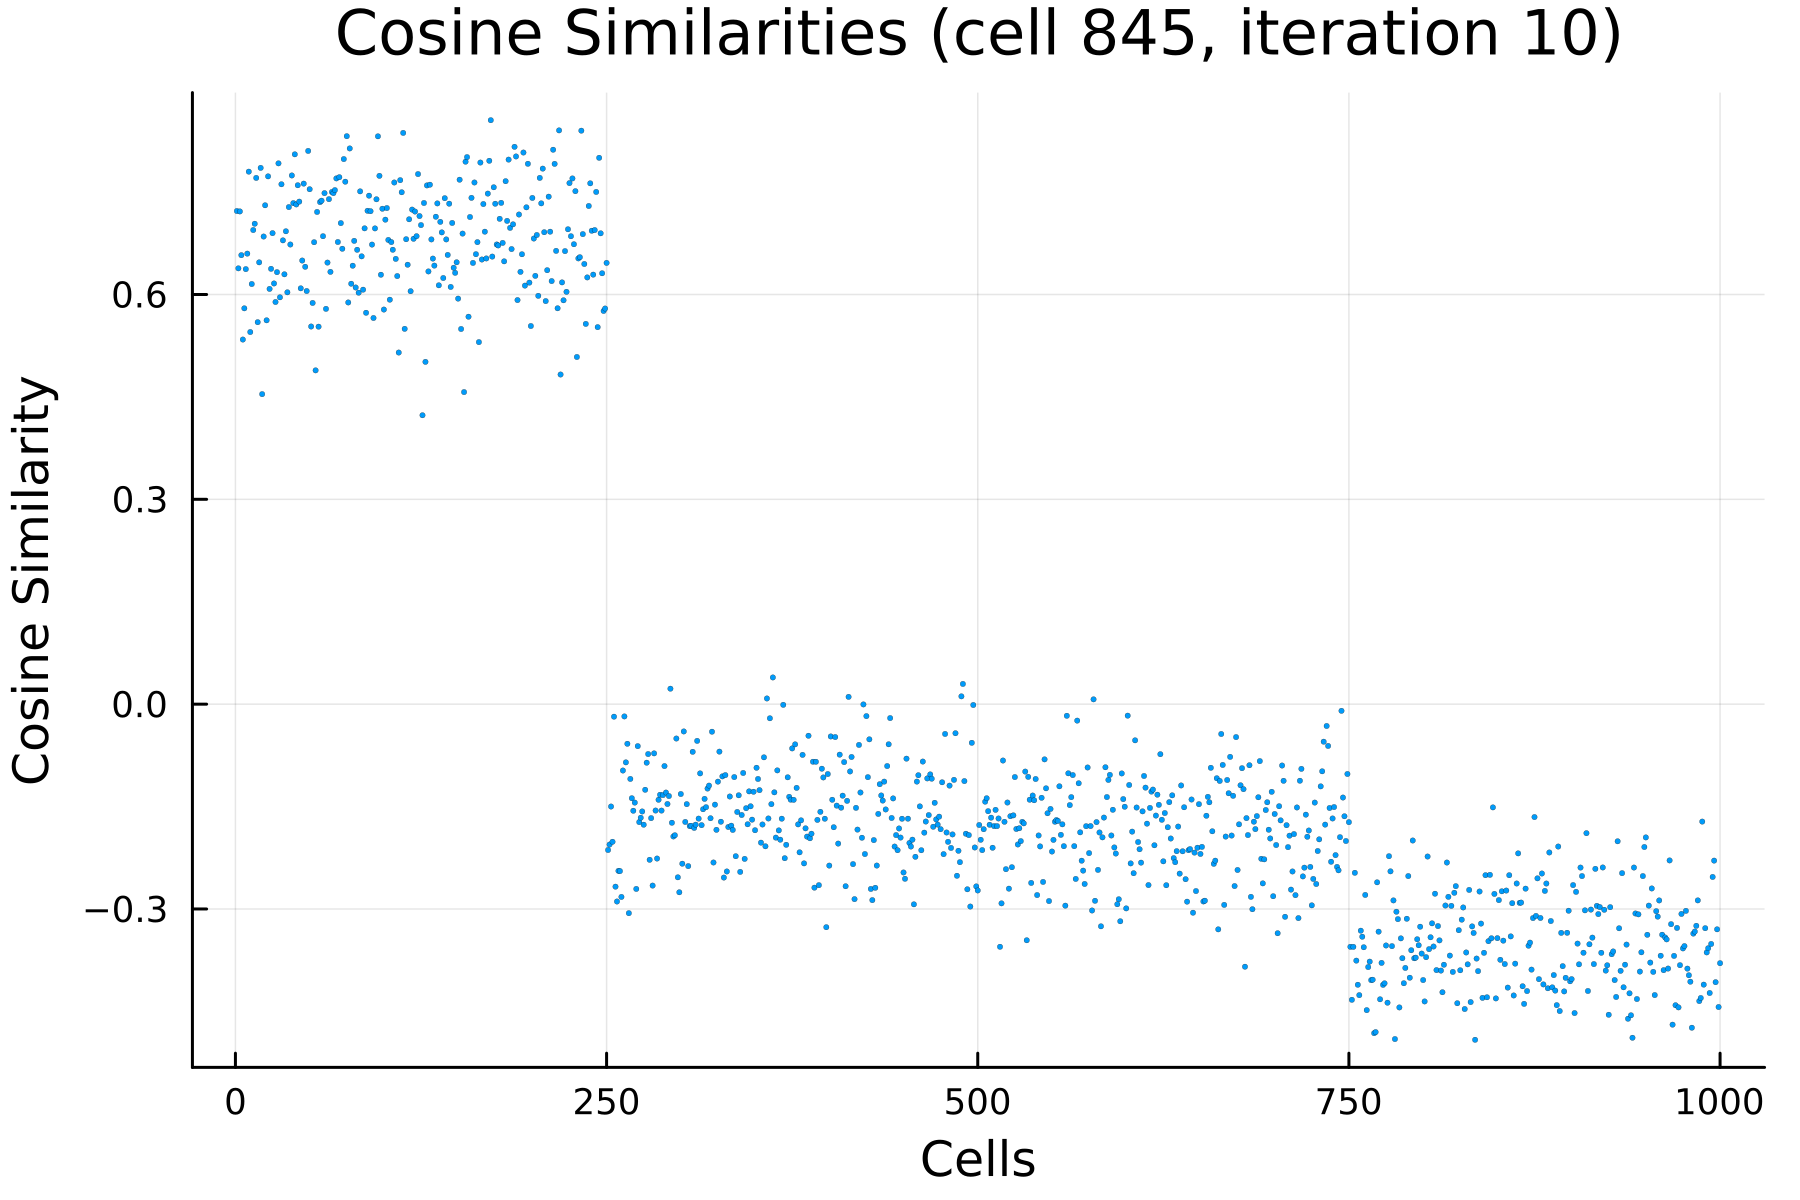 Cosine Similarities (cell 845, iteration 10)
Cosine Similarity
0.6
0.3
0.0
−0.3
0 250 500 750 1000
Cells